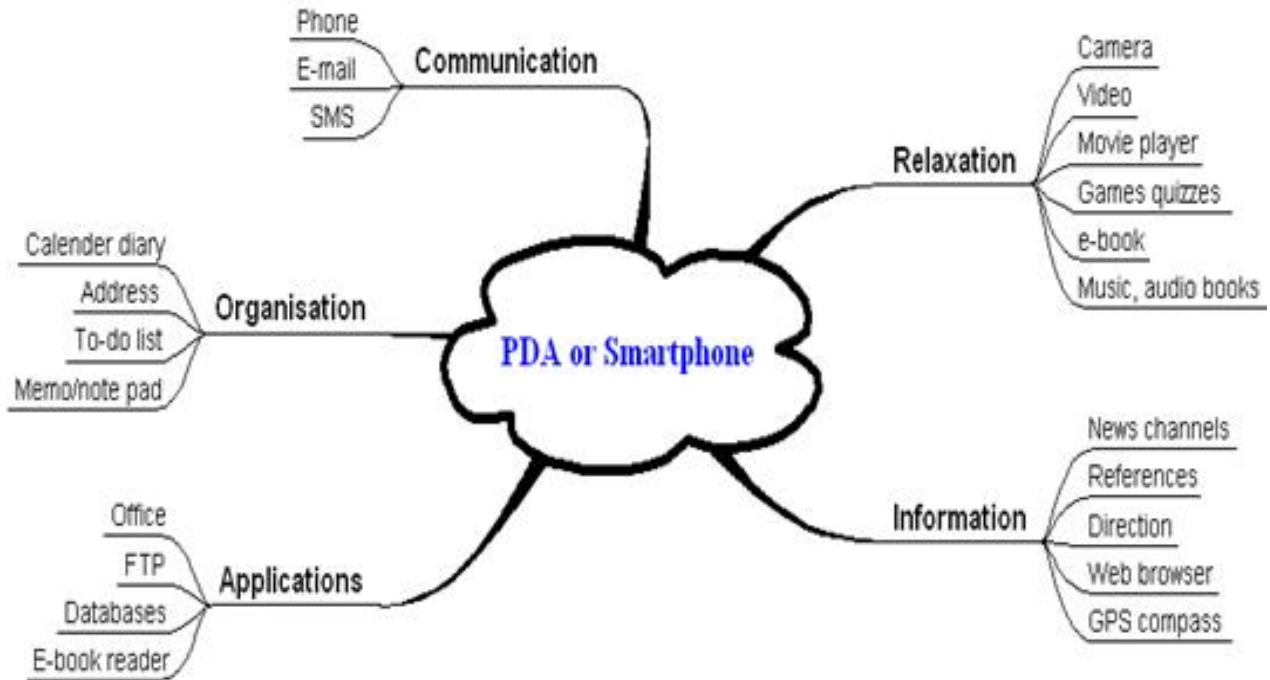 Phone
E-mail
SMS
Communication
Camera
Video
Movie player
Games quizzes
e-book
Music, audio books
Relaxation
Calender diary
Address
To-do list
Memo/note pad
Organisation
PDA or Smartphone
News channels
References
Direction
Web browser
GPS compass
Information
Office
FTP
Databases
E-book reader
Applications